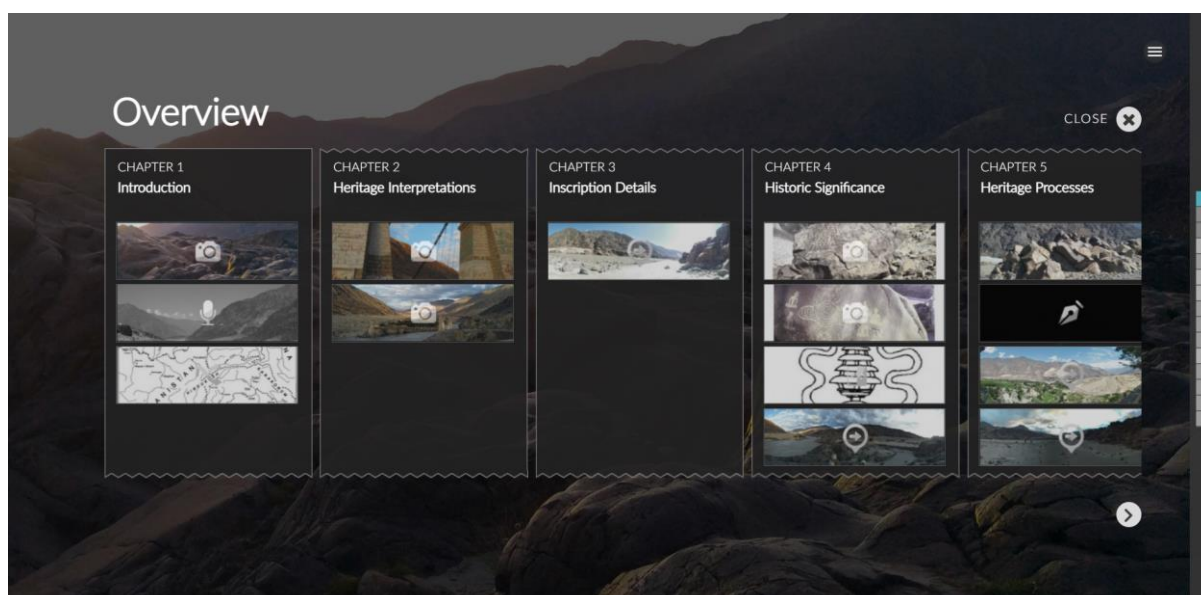 Overview
CLOSE
CHAPTER 1
Introduction
CHAPTER 2
Heritage Interpretations
CHAPTER 3
Inscription Details
CHAPTER 4
Historic Significance
CHAPTER 5
Heritage Processes